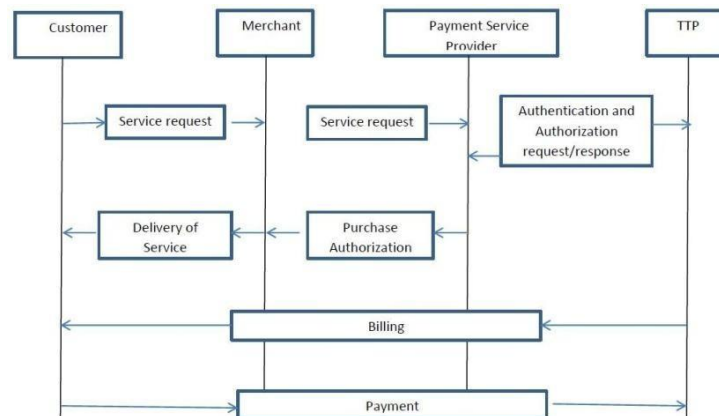 Customer
Merchant
Payment Service
Provider
TTP
Service request
Service request
Authentication and
Authorization
request/response
Delivery of
Service
Purchase
Authorization
Billing
Payment